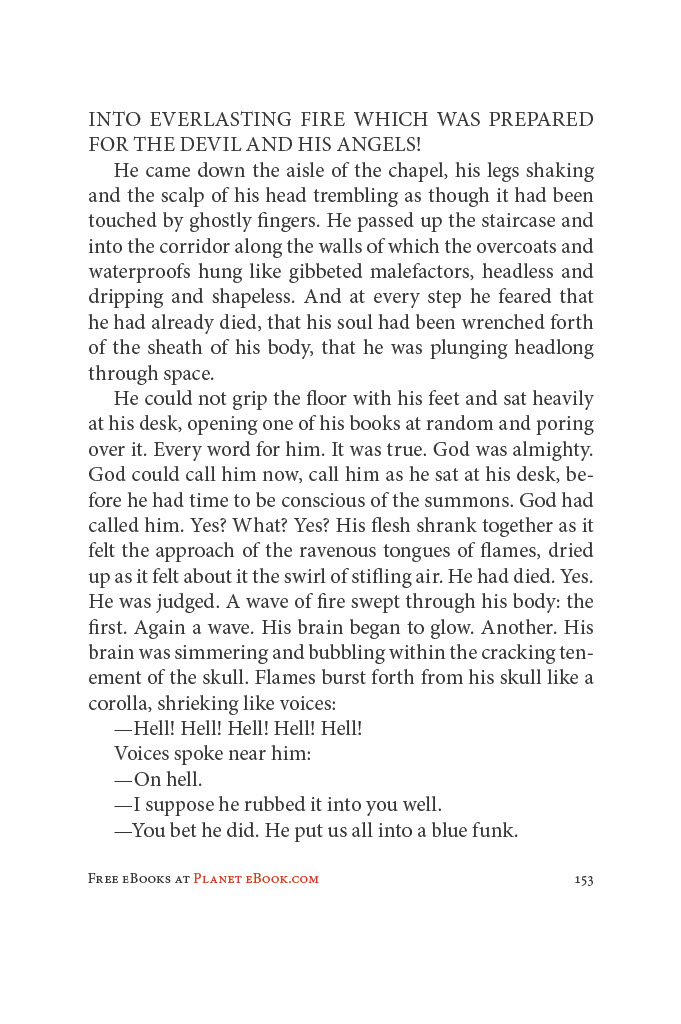 INTO EVERLASTING FIRE WHICH WAS PREPARED
FOR THE DEVIL AND HIS ANGELS!
He came down the aisle of the chapel, his legs shaking
and the scalp of his head trembling as though it had been
touched by ghostly fingers. He passed up the staircase and
into the corridor along the walls of which the overcoats and
waterproofs hung like gibbeted malefactors, headless and
dripping and shapeless. And at every step he feared that
he had already died, that his soul had been wrenched forth
of the sheath of his body, that he was plunging headlong
through space.
He could not grip the floor with his feet and sat heavily
at his desk, opening one of his books at random and poring
over it. Every word for him. It was true. God was almighty.
God could call him now, call him as he sat at his desk, be-
fore he had time to be conscious of the summons. God had
called him. Yes? What? Yes? His flesh shrank together as it
felt the approach of the ravenous tongues of flames, dried
up as it felt about it the swirl of stifling air. He had died. Yes.
He was judged. A wave of fire swept through his body: the
first. Again a wave. His brain began to glow. Another. His
brain was simmering and bubbling within the cracking ten-
ement of the skull. Flames burst forth from his skull like a
corolla, shrieking like voices:
—Hell! Hell! Hell! Hell! Hell!
Voices spoke near him:
—On hell.
—I suppose he rubbed it into you well.
—You bet he did. He put us all into a blue funk.
Free eBooks at Planet eBook.com 153